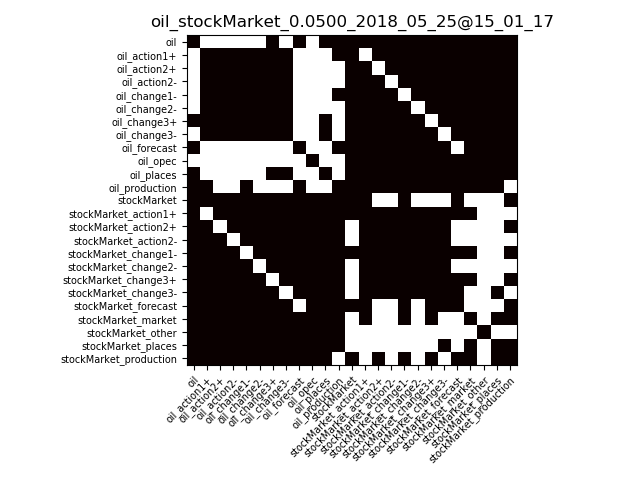 oil_stockMarket_0.0500_2018_05_25@15_01_17
oil
oil_action1+
oil_action2+
oil_action2-
oil_change1-
oil_change2-
oil_change3+
oil_change3-
oil_forecast
oil_opec
oil_places
oil_production
stockMarket
stockMarket_action1+
stockMarket_action2+
stockMarket_action2-
stockMarket_change1-
stockMarket_change2-
stockMarket_change3+
stockMarket_change3-
stockMarket_forecast
stockMarket_market
stockMarket_other
stockMarket_places
stockMarket_production
oil
oil_action1+
oil_action2+
oil_action2-
oil_change1-
oil_change2-
oil_change3+
oil_change3-
oil_forecast
oil_opec
oil_places
oil_production
stockMarket
stockMarket_action1+
stockMarket_action2+
stockMarket_action2-
stockMarket_change1-
stockMarket_change2-
stockMarket_change3+
stockMarket_change3-
stockMarket_forecast
stockMarket_market
stockMarket_other
stockMarket_places
stockMarket_production